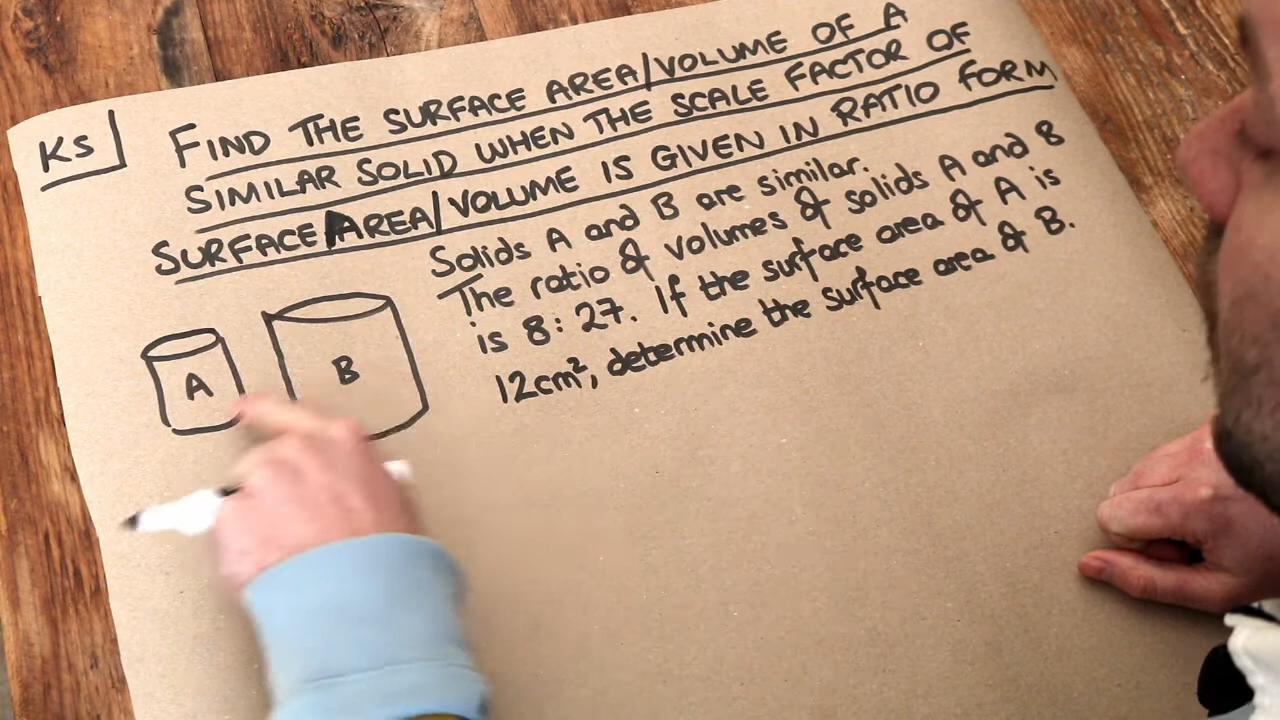 KS
FIND THE SURFACE AREA/VOLUME OF A
SIMILAR SOLID WHEN THE SCALE FACTOR OF
SURFACE AREA/VOLUME IS GIVEN IN RATIO FORM
Solids A and B are similar.
The ratio of volumes of solids A and B
is 8:27. If the surface area of A is
12cm², determine the surface area of B.
A
B